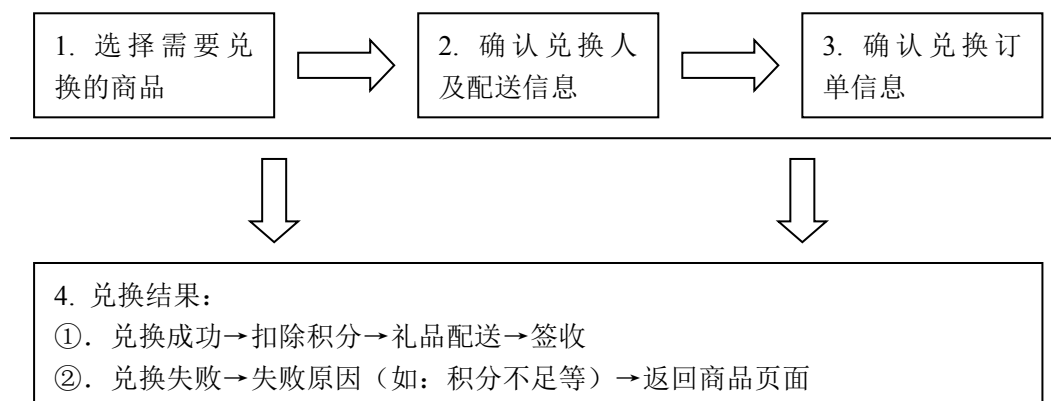 1. 选择需要兑
换的商品
2. 确认兑换人
及配送信息
3. 确认兑换订
单信息
4. 兑换结果：
①．兑换成功→扣除积分→礼品配送→签收
②．兑换失败→失败原因（如：积分不足等）→返回商品页面